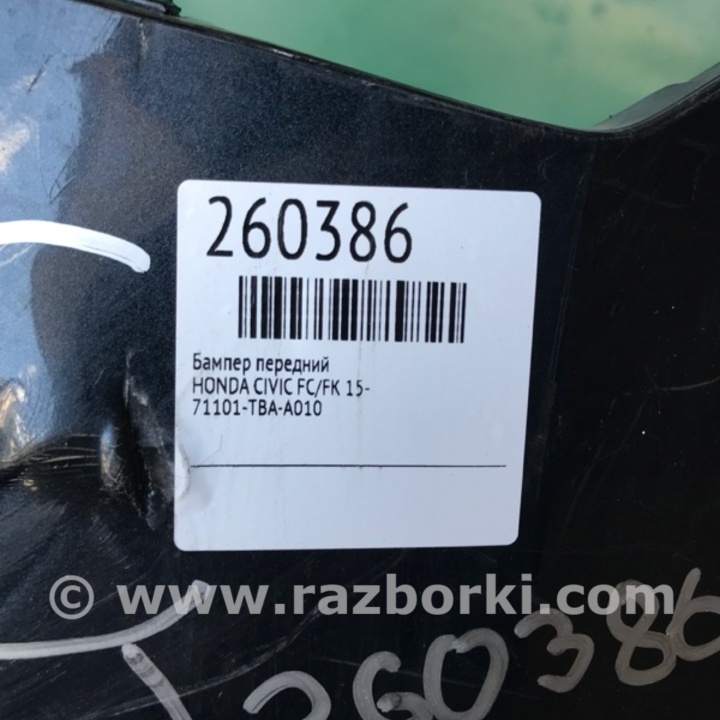 260386
Бампер передний
HONDA CIVIC FC/FK 15-
71101-TBA-A010
© www.razborki.com
260386